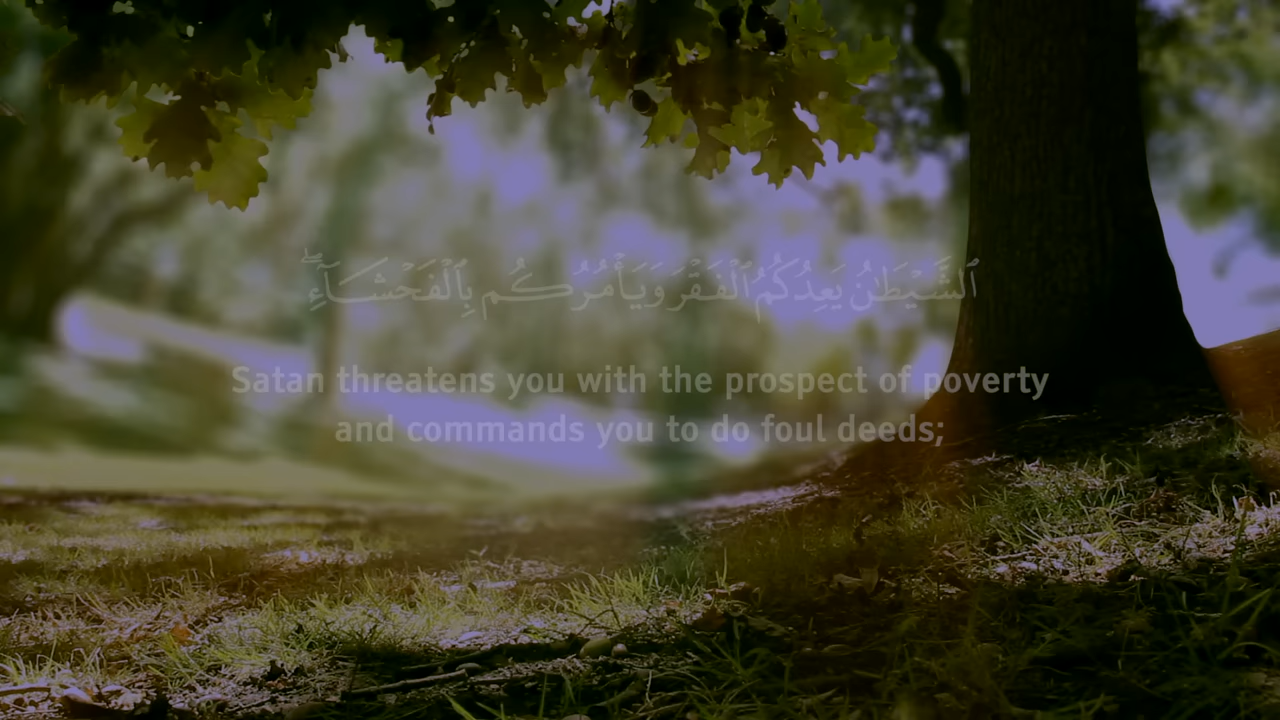 ٱلشَّيْطَٰنُ يَعِدُكُمُ ٱلْفَقْرَ وَيَأْمُرُكُم بِٱلْفَحْشَآءِ ۖ
Satan threatens you with the prospect of poverty
and commands you to do foul deeds;